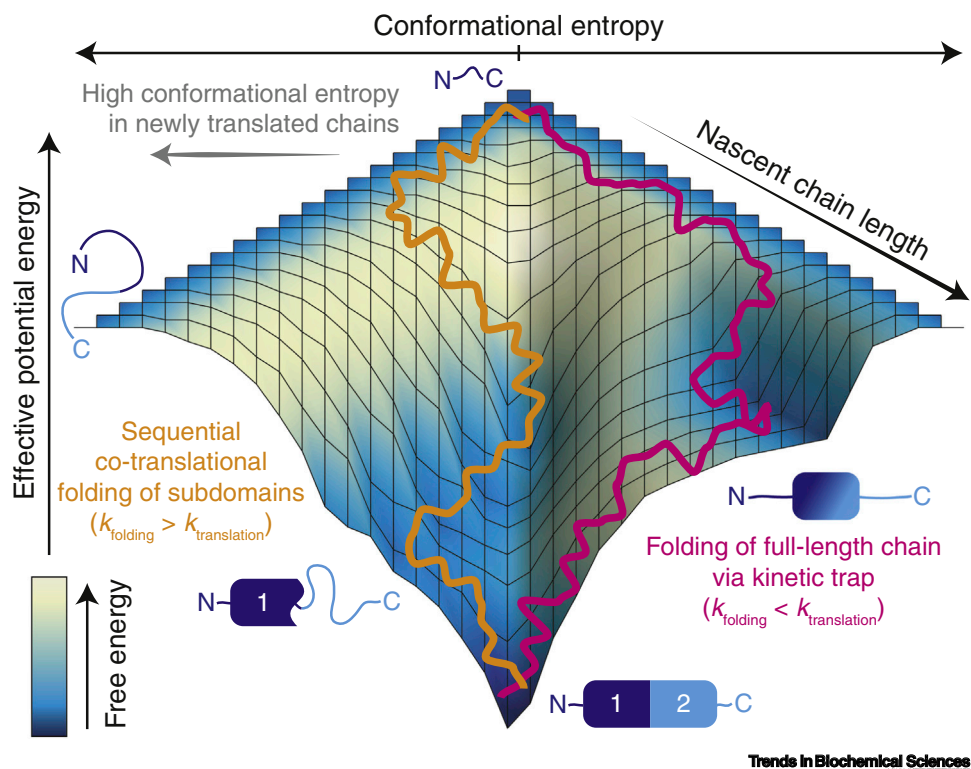 Conformational entropy
N C
High conformational entropy
in newly translated chains
Nascent chain length
Effective potential energy
N
C
Sequential
co-translational
folding of subdomains
(kfolding > ktranslation)
N C
Folding of full-length chain
via kinetic trap
(kfolding < ktranslation)
N 1 C
Free energy
N 1 2 C
Trends in Biochemical Sciences